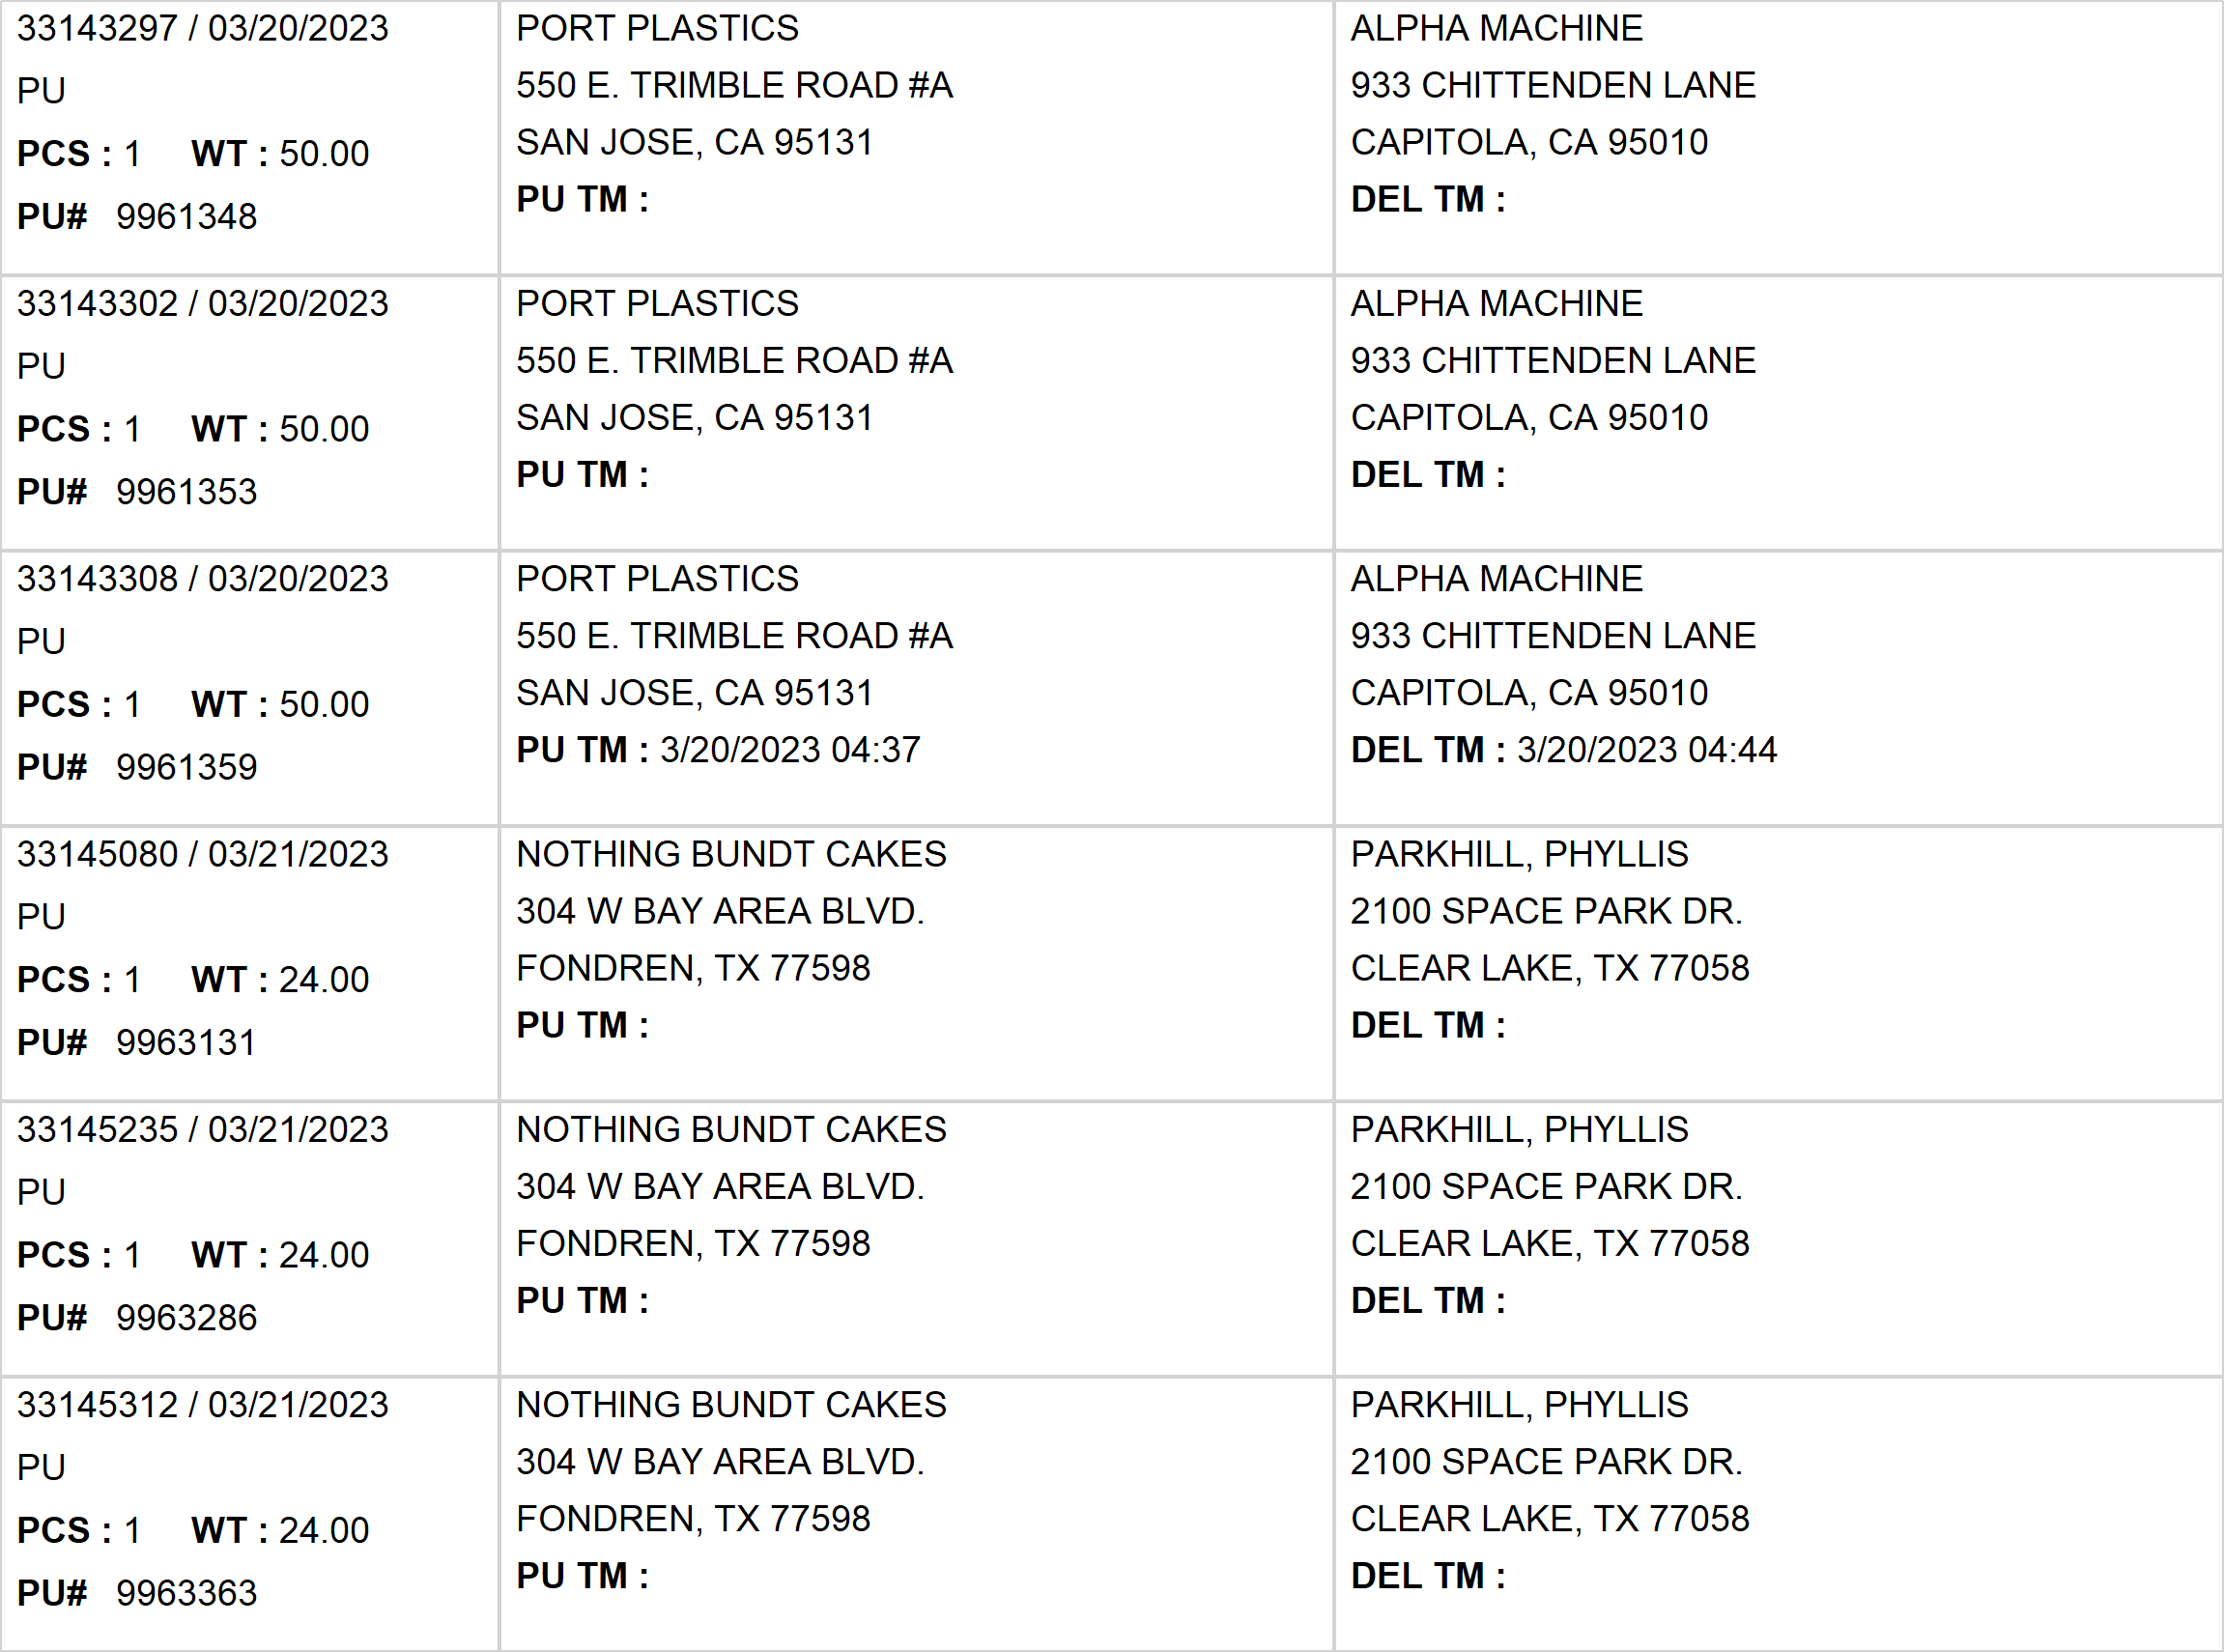 33143297 / 03/20/2023
PU
PCS : 1 WT : 50.00
PU# 9961348
PORT PLASTICS
550 E. TRIMBLE ROAD #A
SAN JOSE, CA 95131
PU TM :
ALPHA MACHINE
933 CHITTENDEN LANE
CAPITOLA, CA 95010
DEL TM :
33143302 / 03/20/2023
PU
PCS : 1 WT : 50.00
PU# 9961353
PORT PLASTICS
550 E. TRIMBLE ROAD #A
SAN JOSE, CA 95131
PU TM :
ALPHA MACHINE
933 CHITTENDEN LANE
CAPITOLA, CA 95010
DEL TM :
33143308 / 03/20/2023
PU
PCS : 1 WT : 50.00
PU# 9961359
PORT PLASTICS
550 E. TRIMBLE ROAD #A
SAN JOSE, CA 95131
PU TM : 3/20/2023 04:37
ALPHA MACHINE
933 CHITTENDEN LANE
CAPITOLA, CA 95010
DEL TM : 3/20/2023 04:44
33145080 / 03/21/2023
PU
PCS : 1 WT : 24.00
PU# 9963131
NOTHING BUNDT CAKES
304 W BAY AREA BLVD.
FONDREN, TX 77598
PU TM :
PARKHILL, PHYLLIS
2100 SPACE PARK DR.
CLEAR LAKE, TX 77058
DEL TM :
33145235 / 03/21/2023
PU
PCS : 1 WT : 24.00
PU# 9963286
NOTHING BUNDT CAKES
304 W BAY AREA BLVD.
FONDREN, TX 77598
PU TM :
PARKHILL, PHYLLIS
2100 SPACE PARK DR.
CLEAR LAKE, TX 77058
DEL TM :
33145312 / 03/21/2023
PU
PCS : 1 WT : 24.00
PU# 9963363
NOTHING BUNDT CAKES
304 W BAY AREA BLVD.
FONDREN, TX 77598
PU TM :
PARKHILL, PHYLLIS
2100 SPACE PARK DR.
CLEAR LAKE, TX 77058
DEL TM :